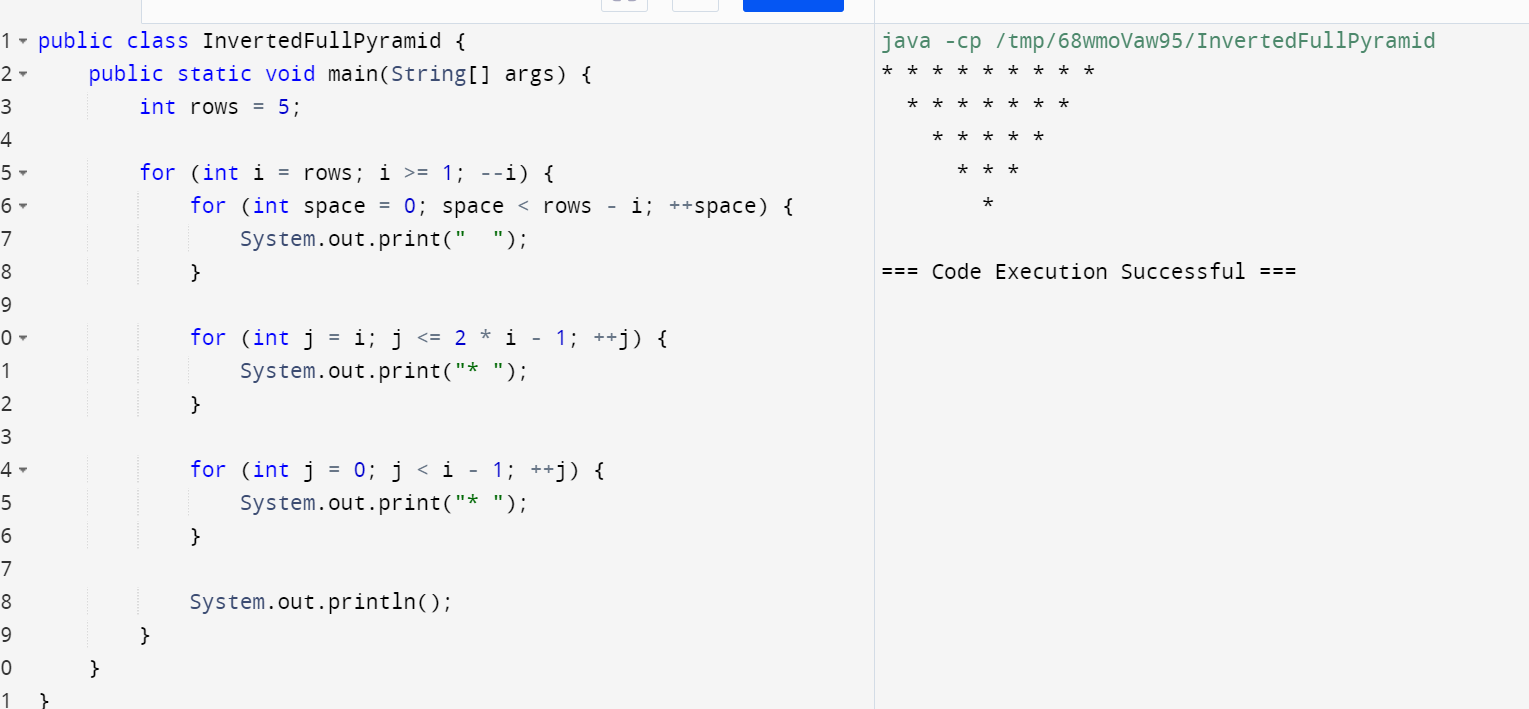 1 public class InvertedFullPyramid {
2     public static void main(String[] args) {
3         int rows = 5;
4
5         for (int i = rows; i >= 1; --i) {
6             for (int space = 0; space < rows - i; ++space) {
7                 System.out.print("  ");
8             }
9
0             for (int j = i; j <= 2 * i - 1; ++j) {
1                 System.out.print("* ");
2             }
3
4             for (int j = 0; j < i - 1; ++j) {
5                 System.out.print("* ");
6             }
7
8             System.out.println();
9         }
0     }
1 }
java -cp /tmp/68wmoVaw95/InvertedFullPyramid
* * * * * * * * *
  * * * * * * *
    * * * * *
      * * *
        *
=== Code Execution Successful ===